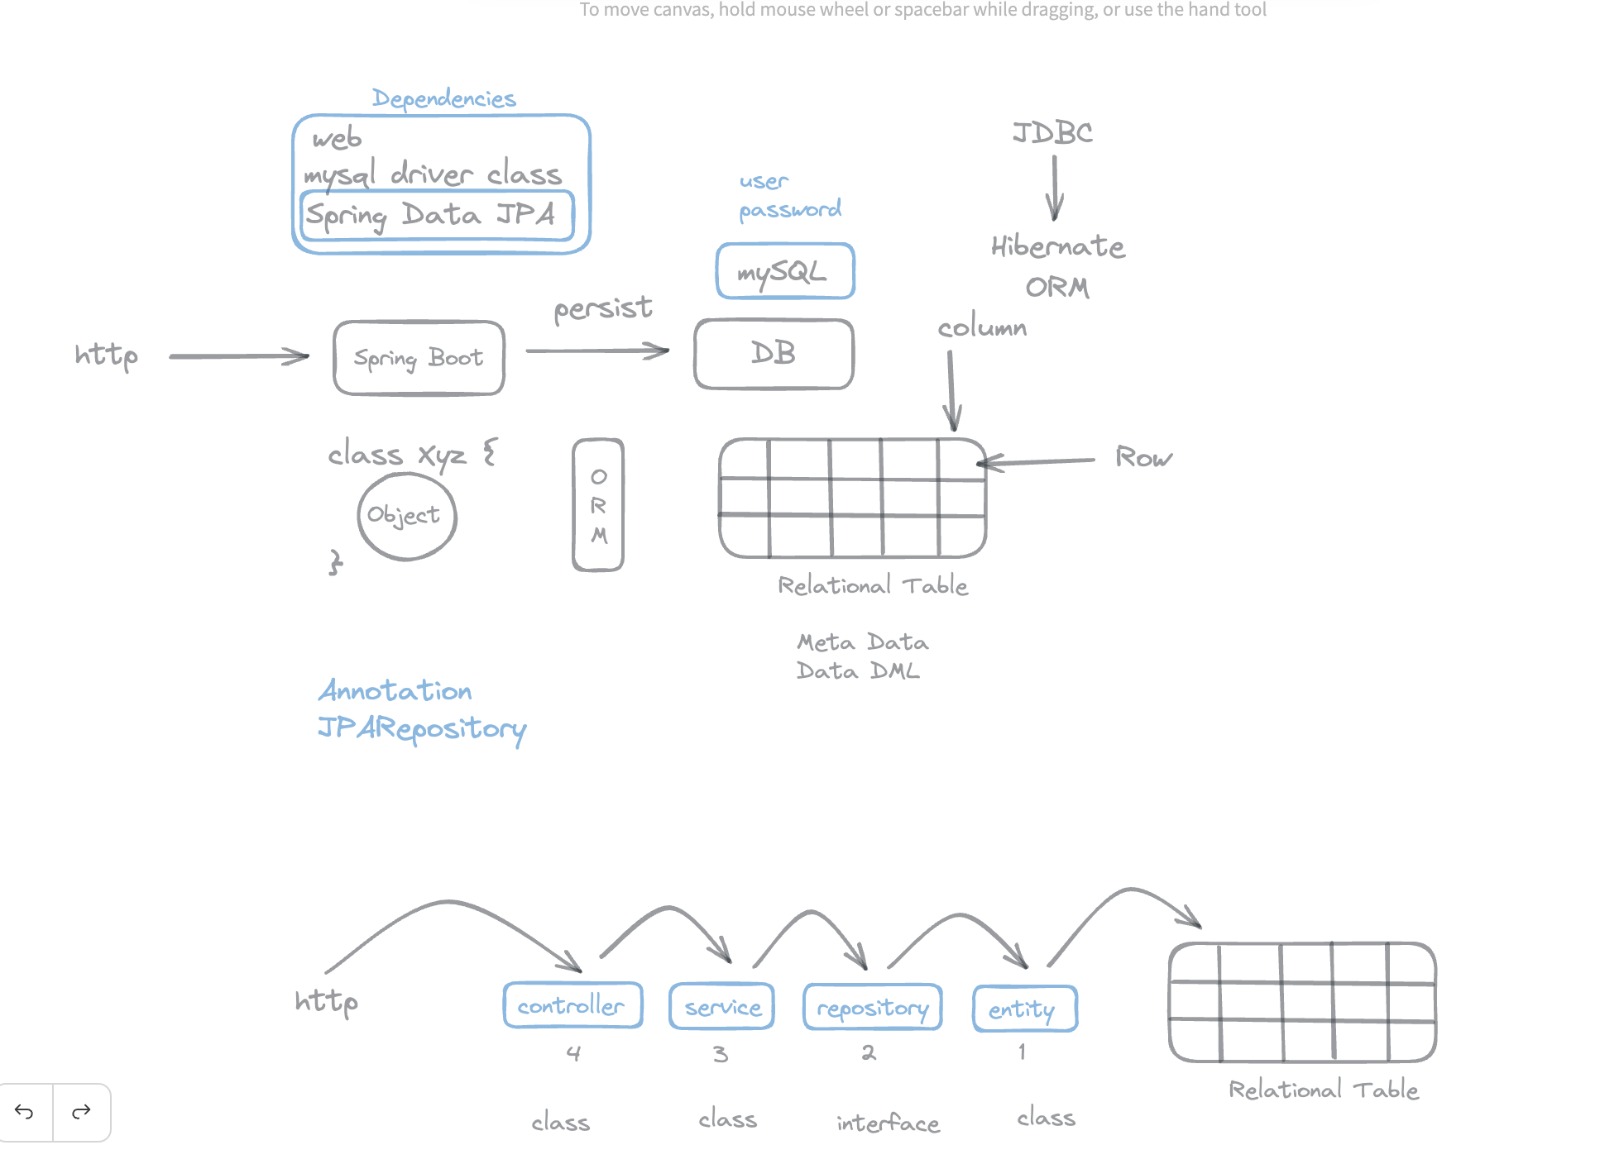 To move canvas, hold mouse wheel or spacebar while dragging, or use the hand tool
Dependencies
web
mysql driver class
Spring Data JPA
user
password
mySQL
JDBC
Hibernate
ORM
http
Spring Boot
persist
DB
column
Row
class Xyz {
Object
}
O
R
M
Relational Table
Meta Data
Data DML
Annotation
JPARepository
http
controller
service
repository
entity
4
3
2
1
class
class
interface
class
Relational Table